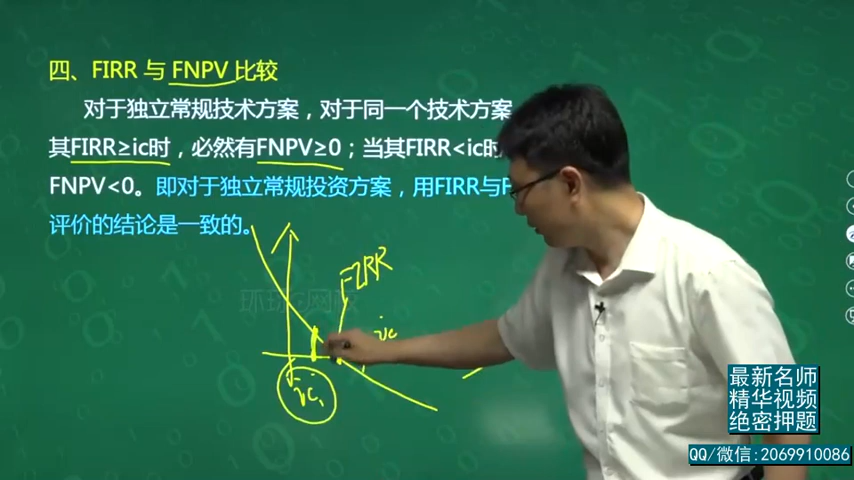 四、FIRR 与 FNPV 比较
对于独立常规技术方案，对于同一个技术方案
其FIRR≥ic时，必然有FNPV≥0；当其FIRR<ic时
FNPV<0。即对于独立常规投资方案，用FIRR与F
评价的结论是一致的。
FIRR
ic
ic₁
最新名师
精华视频
绝密押题
QQ/微信:2069910086